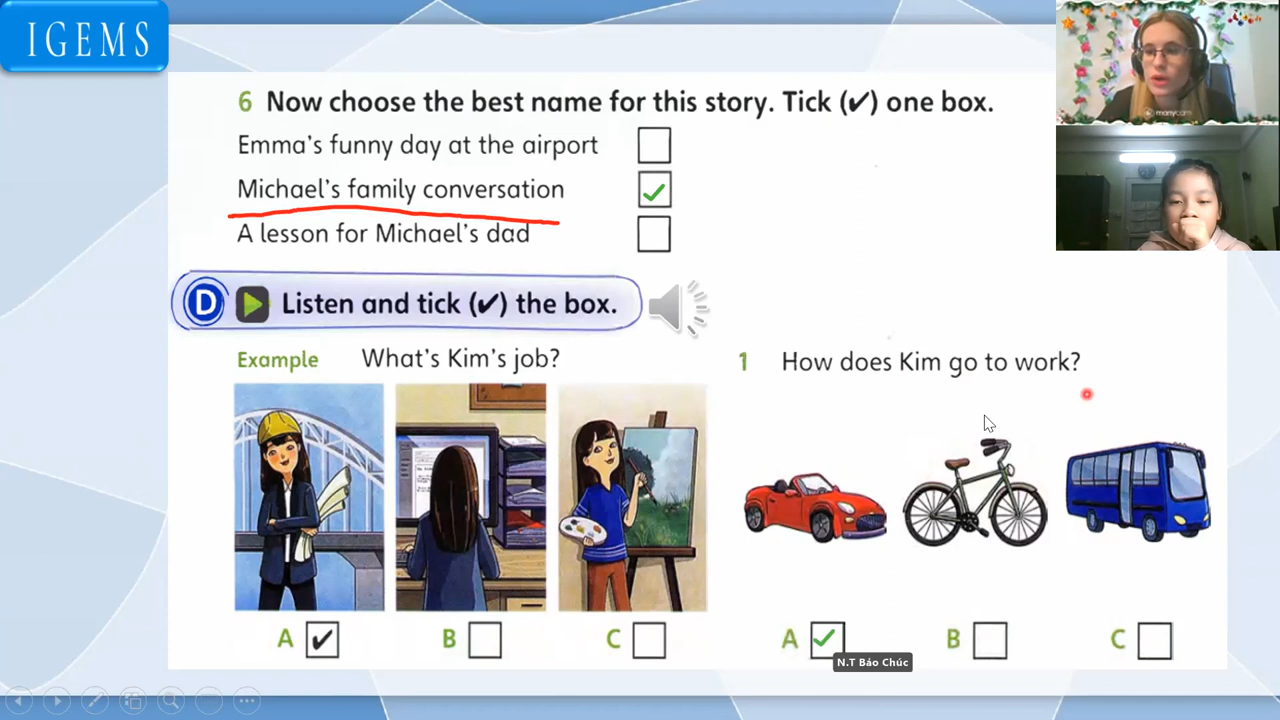 IGEMS
6 Now choose the best name for this story. Tick (✔) one box.
Emma's funny day at the airport
Michael's family conversation
A lesson for Michael's dad
D Listen and tick (✔) the box.
Example What's Kim's job?
1 How does Kim go to work?
A B C
A B C
N.T Bảo Chúc
manycam